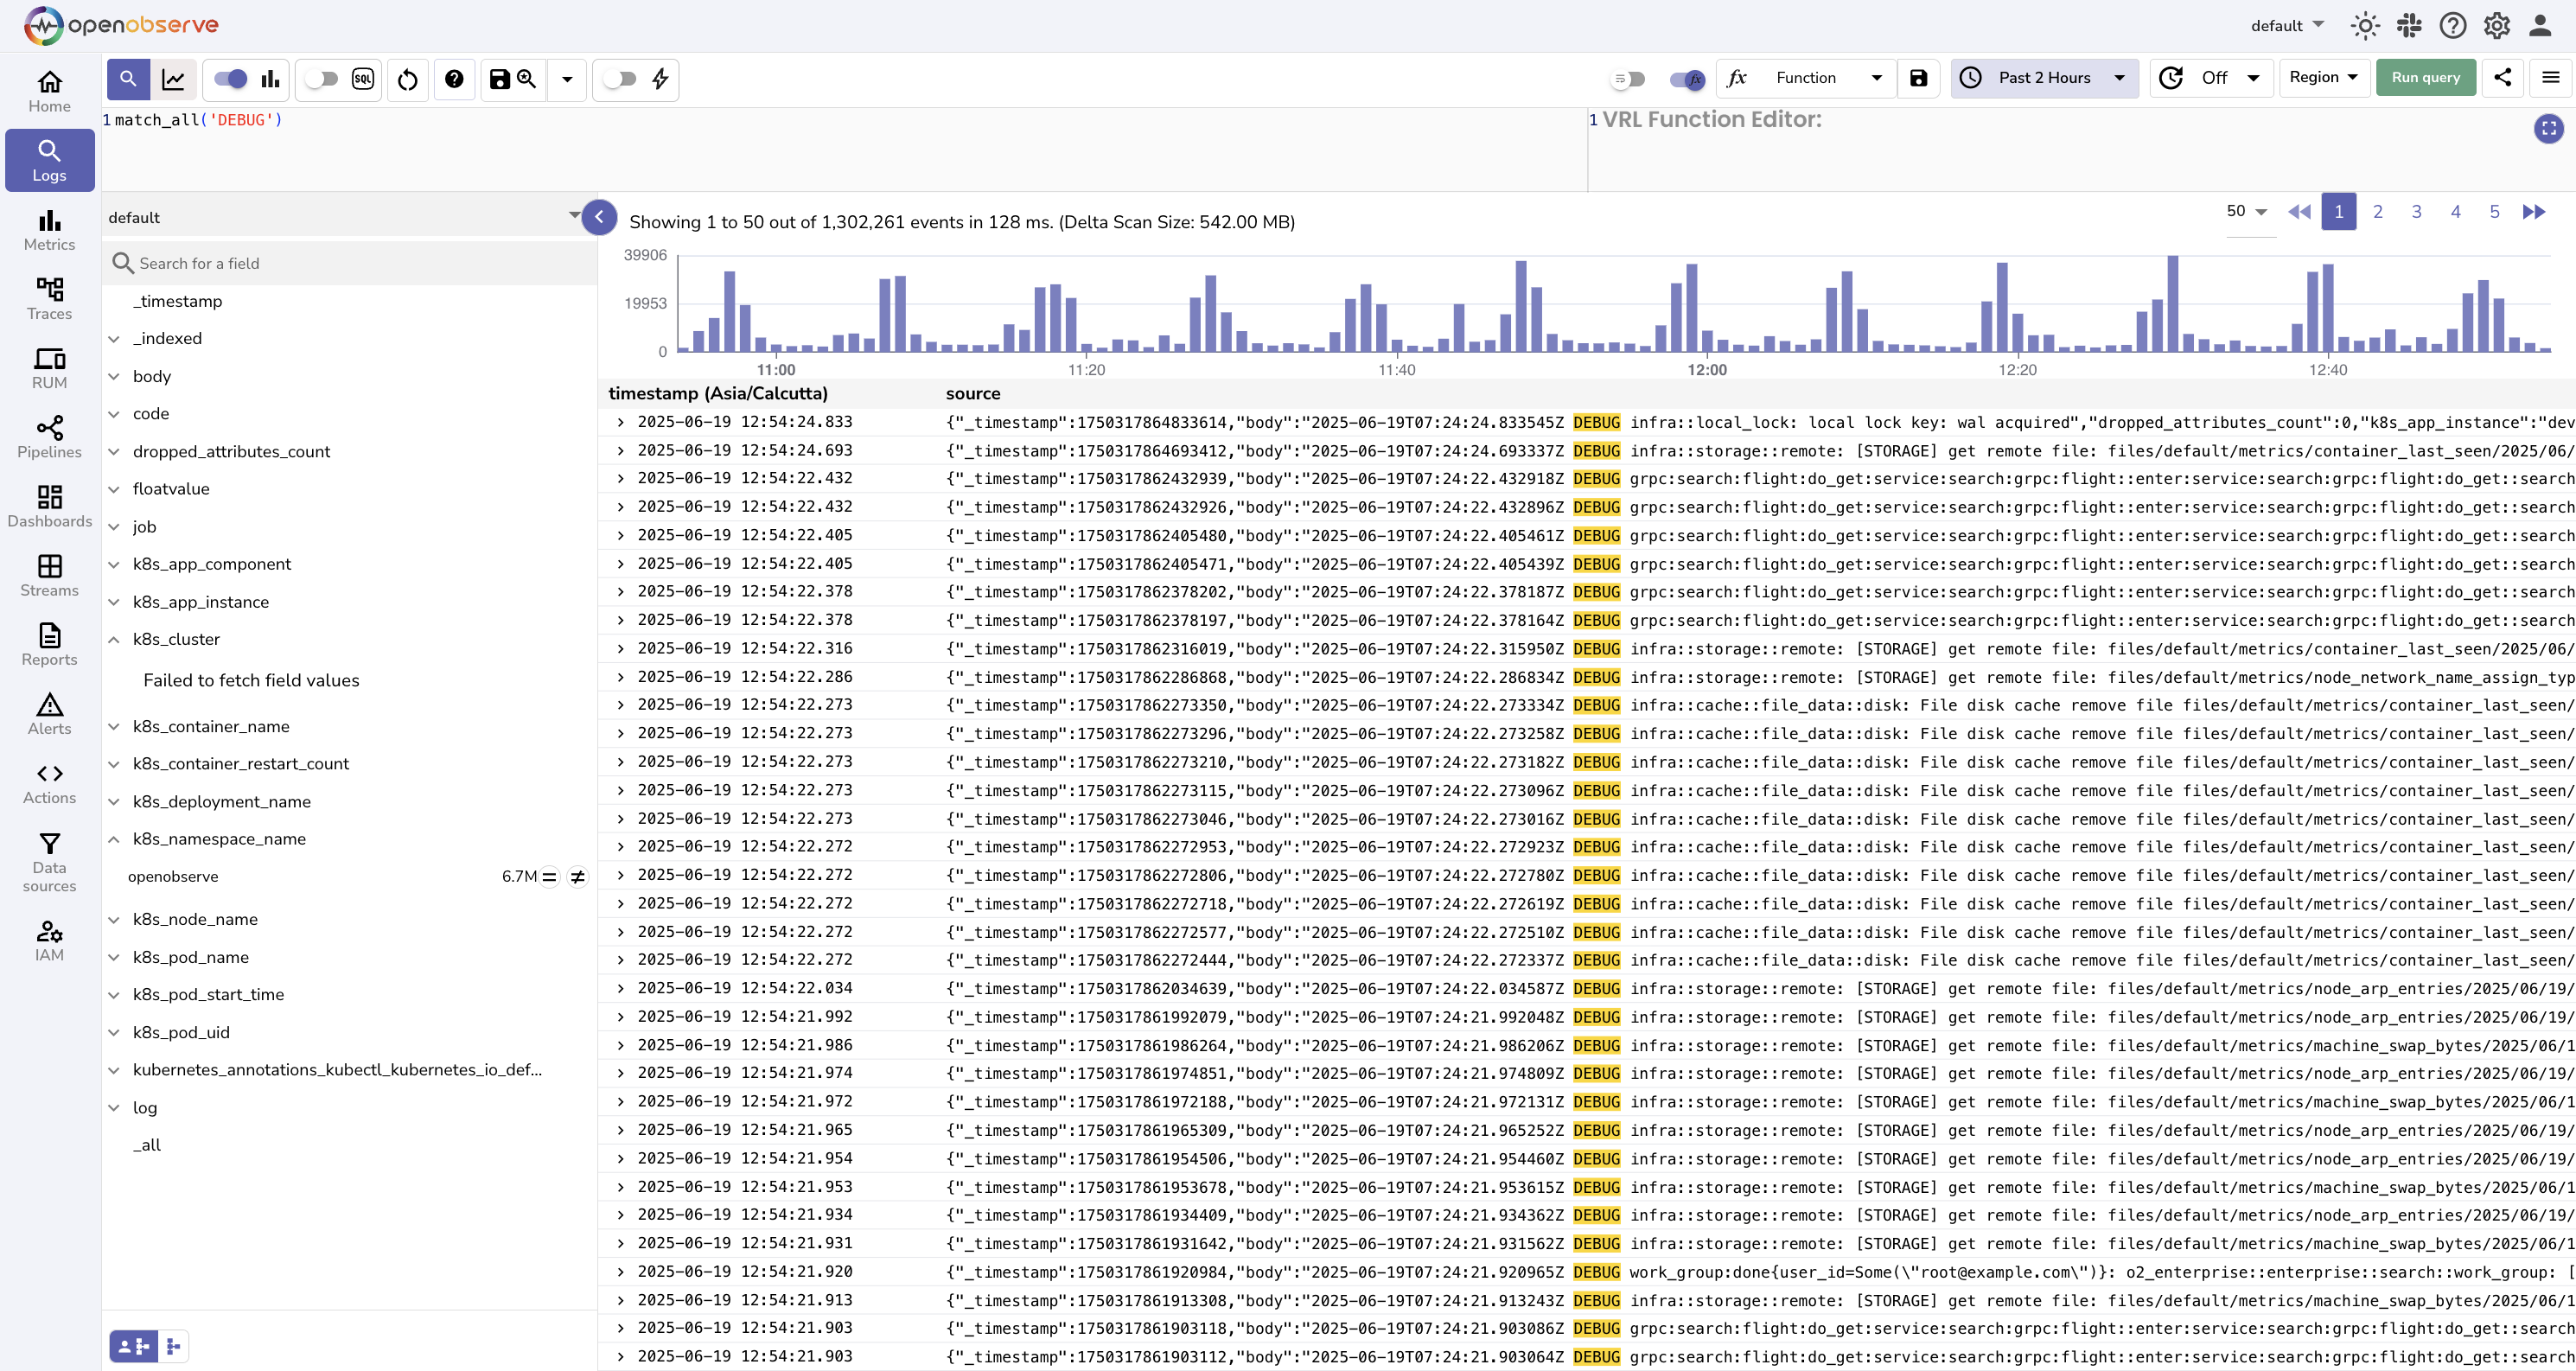 openobserve
default
Home
Logs
Metrics
Traces
RUM
Pipelines
Dashboards
Streams
Reports
Alerts
Actions
Data
sources
IAM
SQL
fx Function
Past 2 Hours
Off
Region
Run query
1 match_all('DEBUG')
1 VRL Function Editor:
default
Search for a field
_timestamp
_indexed
body
code
dropped_attributes_count
floatvalue
job
k8s_app_component
k8s_app_instance
k8s_cluster
Failed to fetch field values
k8s_container_name
k8s_container_restart_count
k8s_deployment_name
k8s_namespace_name
openobserve 6.7M = ≠
k8s_node_name
k8s_pod_name
k8s_pod_start_time
k8s_pod_uid
kubernetes_annotations_kubectl_kubernetes_io_def...
log
_all
Showing 1 to 50 out of 1,302,261 events in 128 ms. (Delta Scan Size: 542.00 MB)
50 1 2 3 4 5
39906
19953
0
11:00 11:20 11:40 12:00 12:20 12:40
timestamp (Asia/Calcutta) source
2025-06-19 12:54:24.833 {"_timestamp":1750317864833614,"body":"2025-06-19T07:24:24.833545Z DEBUG infra::local_lock: local lock key: wal acquired","dropped_attributes_count":0,"k8s_app_instance":"dev
2025-06-19 12:54:24.693 {"_timestamp":1750317864693412,"body":"2025-06-19T07:24:24.693337Z DEBUG infra::storage::remote: [STORAGE] get remote file: files/default/metrics/container_last_seen/2025/06/
2025-06-19 12:54:22.432 {"_timestamp":1750317862432939,"body":"2025-06-19T07:24:22.432918Z DEBUG grpc:search:flight:do_get:service:search:grpc:flight::enter:service:search:grpc:flight:do_get::search
2025-06-19 12:54:22.432 {"_timestamp":1750317862432926,"body":"2025-06-19T07:24:22.432896Z DEBUG grpc:search:flight:do_get:service:search:grpc:flight::enter:service:search:grpc:flight:do_get::search
2025-06-19 12:54:22.405 {"_timestamp":1750317862405480,"body":"2025-06-19T07:24:22.405461Z DEBUG grpc:search:flight:do_get:service:search:grpc:flight::enter:service:search:grpc:flight:do_get::search
2025-06-19 12:54:22.405 {"_timestamp":1750317862405471,"body":"2025-06-19T07:24:22.405439Z DEBUG grpc:search:flight:do_get:service:search:grpc:flight::enter:service:search:grpc:flight:do_get::search
2025-06-19 12:54:22.378 {"_timestamp":1750317862378202,"body":"2025-06-19T07:24:22.378187Z DEBUG grpc:search:flight:do_get:service:search:grpc:flight::enter:service:search:grpc:flight:do_get::search
2025-06-19 12:54:22.378 {"_timestamp":1750317862378197,"body":"2025-06-19T07:24:22.378164Z DEBUG grpc:search:flight:do_get:service:search:grpc:flight::enter:service:search:grpc:flight:do_get::search
2025-06-19 12:54:22.316 {"_timestamp":1750317862316019,"body":"2025-06-19T07:24:22.315950Z DEBUG infra::storage::remote: [STORAGE] get remote file: files/default/metrics/container_last_seen/2025/06/
2025-06-19 12:54:22.286 {"_timestamp":1750317862286868,"body":"2025-06-19T07:24:22.286834Z DEBUG infra::storage::remote: [STORAGE] get remote file: files/default/metrics/node_network_name_assign_typ
2025-06-19 12:54:22.273 {"_timestamp":1750317862273350,"body":"2025-06-19T07:24:22.273334Z DEBUG infra::cache::file_data::disk: File disk cache remove file files/default/metrics/container_last_seen/
2025-06-19 12:54:22.273 {"_timestamp":1750317862273296,"body":"2025-06-19T07:24:22.273258Z DEBUG infra::cache::file_data::disk: File disk cache remove file files/default/metrics/container_last_seen/
2025-06-19 12:54:22.273 {"_timestamp":1750317862273210,"body":"2025-06-19T07:24:22.273182Z DEBUG infra::cache::file_data::disk: File disk cache remove file files/default/metrics/container_last_seen/
2025-06-19 12:54:22.273 {"_timestamp":1750317862273115,"body":"2025-06-19T07:24:22.273096Z DEBUG infra::cache::file_data::disk: File disk cache remove file files/default/metrics/container_last_seen/
2025-06-19 12:54:22.273 {"_timestamp":1750317862273046,"body":"2025-06-19T07:24:22.273016Z DEBUG infra::cache::file_data::disk: File disk cache remove file files/default/metrics/container_last_seen/
2025-06-19 12:54:22.272 {"_timestamp":1750317862272953,"body":"2025-06-19T07:24:22.272923Z DEBUG infra::cache::file_data::disk: File disk cache remove file files/default/metrics/container_last_seen/
2025-06-19 12:54:22.272 {"_timestamp":1750317862272806,"body":"2025-06-19T07:24:22.272780Z DEBUG infra::cache::file_data::disk: File disk cache remove file files/default/metrics/container_last_seen/
2025-06-19 12:54:22.272 {"_timestamp":1750317862272718,"body":"2025-06-19T07:24:22.272619Z DEBUG infra::cache::file_data::disk: File disk cache remove file files/default/metrics/container_last_seen/
2025-06-19 12:54:22.272 {"_timestamp":1750317862272577,"body":"2025-06-19T07:24:22.272510Z DEBUG infra::cache::file_data::disk: File disk cache remove file files/default/metrics/container_last_seen/
2025-06-19 12:54:22.272 {"_timestamp":1750317862272444,"body":"2025-06-19T07:24:22.272337Z DEBUG infra::cache::file_data::disk: File disk cache remove file files/default/metrics/container_last_seen/
2025-06-19 12:54:22.034 {"_timestamp":1750317862034639,"body":"2025-06-19T07:24:22.034587Z DEBUG infra::storage::remote: [STORAGE] get remote file: files/default/metrics/node_arp_entries/2025/06/19/
2025-06-19 12:54:21.992 {"_timestamp":1750317861992079,"body":"2025-06-19T07:24:21.992048Z DEBUG infra::storage::remote: [STORAGE] get remote file: files/default/metrics/node_arp_entries/2025/06/19/
2025-06-19 12:54:21.986 {"_timestamp":1750317861986264,"body":"2025-06-19T07:24:21.986206Z DEBUG infra::storage::remote: [STORAGE] get remote file: files/default/metrics/machine_swap_bytes/2025/06/1
2025-06-19 12:54:21.974 {"_timestamp":1750317861974851,"body":"2025-06-19T07:24:21.974809Z DEBUG infra::storage::remote: [STORAGE] get remote file: files/default/metrics/node_arp_entries/2025/06/19/
2025-06-19 12:54:21.972 {"_timestamp":1750317861972188,"body":"2025-06-19T07:24:21.972131Z DEBUG infra::storage::remote: [STORAGE] get remote file: files/default/metrics/machine_swap_bytes/2025/06/1
2025-06-19 12:54:21.965 {"_timestamp":1750317861965309,"body":"2025-06-19T07:24:21.965252Z DEBUG infra::storage::remote: [STORAGE] get remote file: files/default/metrics/node_arp_entries/2025/06/19/
2025-06-19 12:54:21.954 {"_timestamp":1750317861954506,"body":"2025-06-19T07:24:21.954460Z DEBUG infra::storage::remote: [STORAGE] get remote file: files/default/metrics/node_arp_entries/2025/06/19/
2025-06-19 12:54:21.953 {"_timestamp":1750317861953678,"body":"2025-06-19T07:24:21.953615Z DEBUG infra::storage::remote: [STORAGE] get remote file: files/default/metrics/machine_swap_bytes/2025/06/1
2025-06-19 12:54:21.934 {"_timestamp":1750317861934409,"body":"2025-06-19T07:24:21.934362Z DEBUG infra::storage::remote: [STORAGE] get remote file: files/default/metrics/node_arp_entries/2025/06/19/
2025-06-19 12:54:21.931 {"_timestamp":1750317861931642,"body":"2025-06-19T07:24:21.931562Z DEBUG infra::storage::remote: [STORAGE] get remote file: files/default/metrics/machine_swap_bytes/2025/06/1
2025-06-19 12:54:21.920 {"_timestamp":1750317861920984,"body":"2025-06-19T07:24:21.920965Z DEBUG work_group:done{user_id=Some(\"root@example.com\")}: o2_enterprise::enterprise::search::work_group: [
2025-06-19 12:54:21.913 {"_timestamp":1750317861913308,"body":"2025-06-19T07:24:21.913243Z DEBUG infra::storage::remote: [STORAGE] get remote file: files/default/metrics/machine_swap_bytes/2025/06/1
2025-06-19 12:54:21.903 {"_timestamp":1750317861903118,"body":"2025-06-19T07:24:21.903086Z DEBUG grpc:search:flight:do_get:service:search:grpc:flight::enter:service:search:grpc:flight:do_get::search
2025-06-19 12:54:21.903 {"_timestamp":1750317861903112,"body":"2025-06-19T07:24:21.903064Z DEBUG grpc:search:flight:do_get:service:search:grpc:flight::enter:service:search:grpc:flight:do_get::search